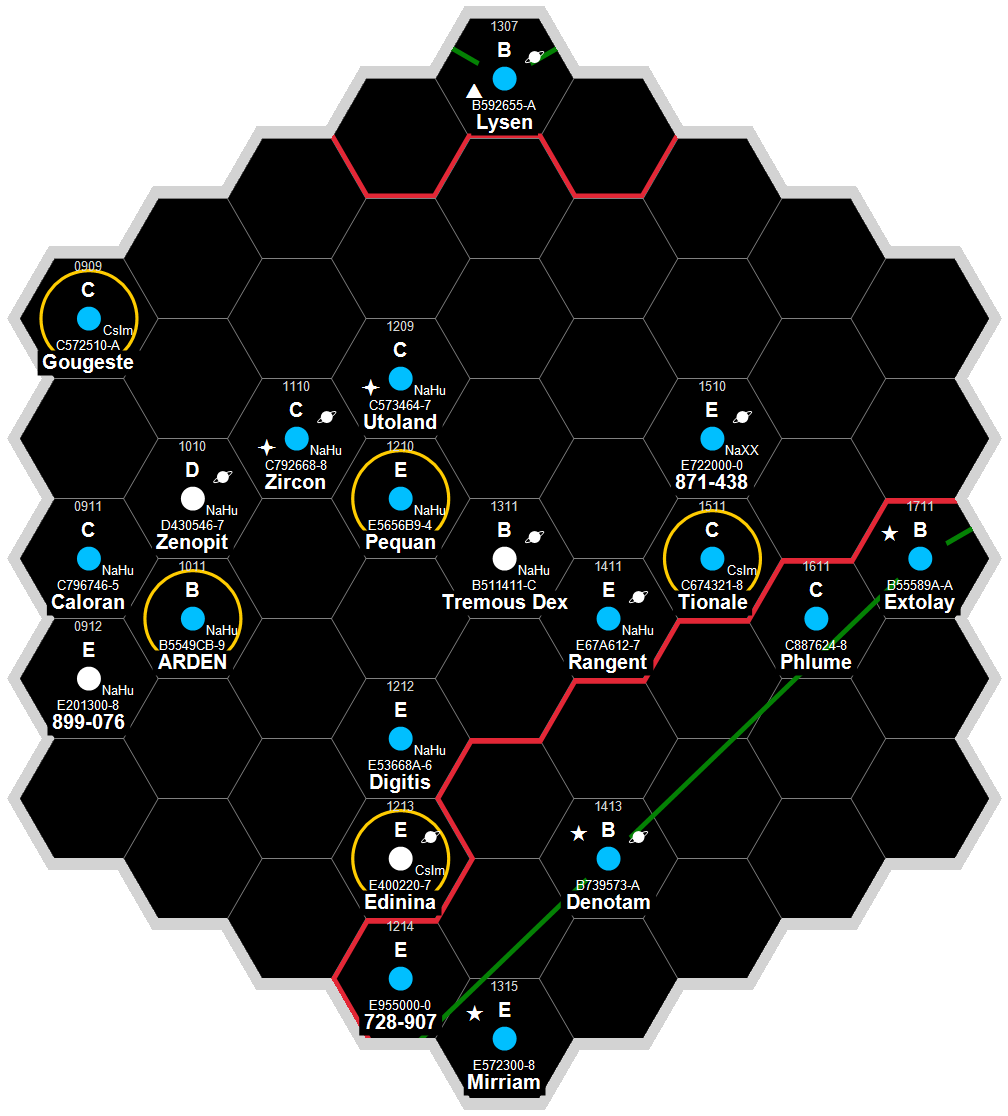 1307
B
B592655-A
Lysen
0909
C
CsIm
C572510-A
Gougeste
1209
C
NaHu
C573464-7
Utoland
1110
C
NaHu
C792668-8
Zircon
1510
E
NaXX
E722000-0
871-438
1010
D
NaHu
D430546-7
Zenopit
1210
E
NaHu
E5656B9-4
Pequan
0911
C
NaHu
C796746-5
Caloran
1311
B
NaHu
B511411-C
Tremous Dex
1511
C
CsIm
C674321-8
Tionale
1711
B
B55589A-A
Extolay
1011
B
NaHu
B5549CB-9
ARDEN
1411
E
NaHu
E67A612-7
Rangent
1611
C
C887624-8
Phlume
0912
E
NaHu
E201300-8
899-076
1212
E
NaHu
E53668A-6
Digitis
1213
E
CsIm
E400220-7
Edinina
1413
B
B739573-A
Denotam
1214
E
E955000-0
728-907
1315
E
E572300-8
Mirriam